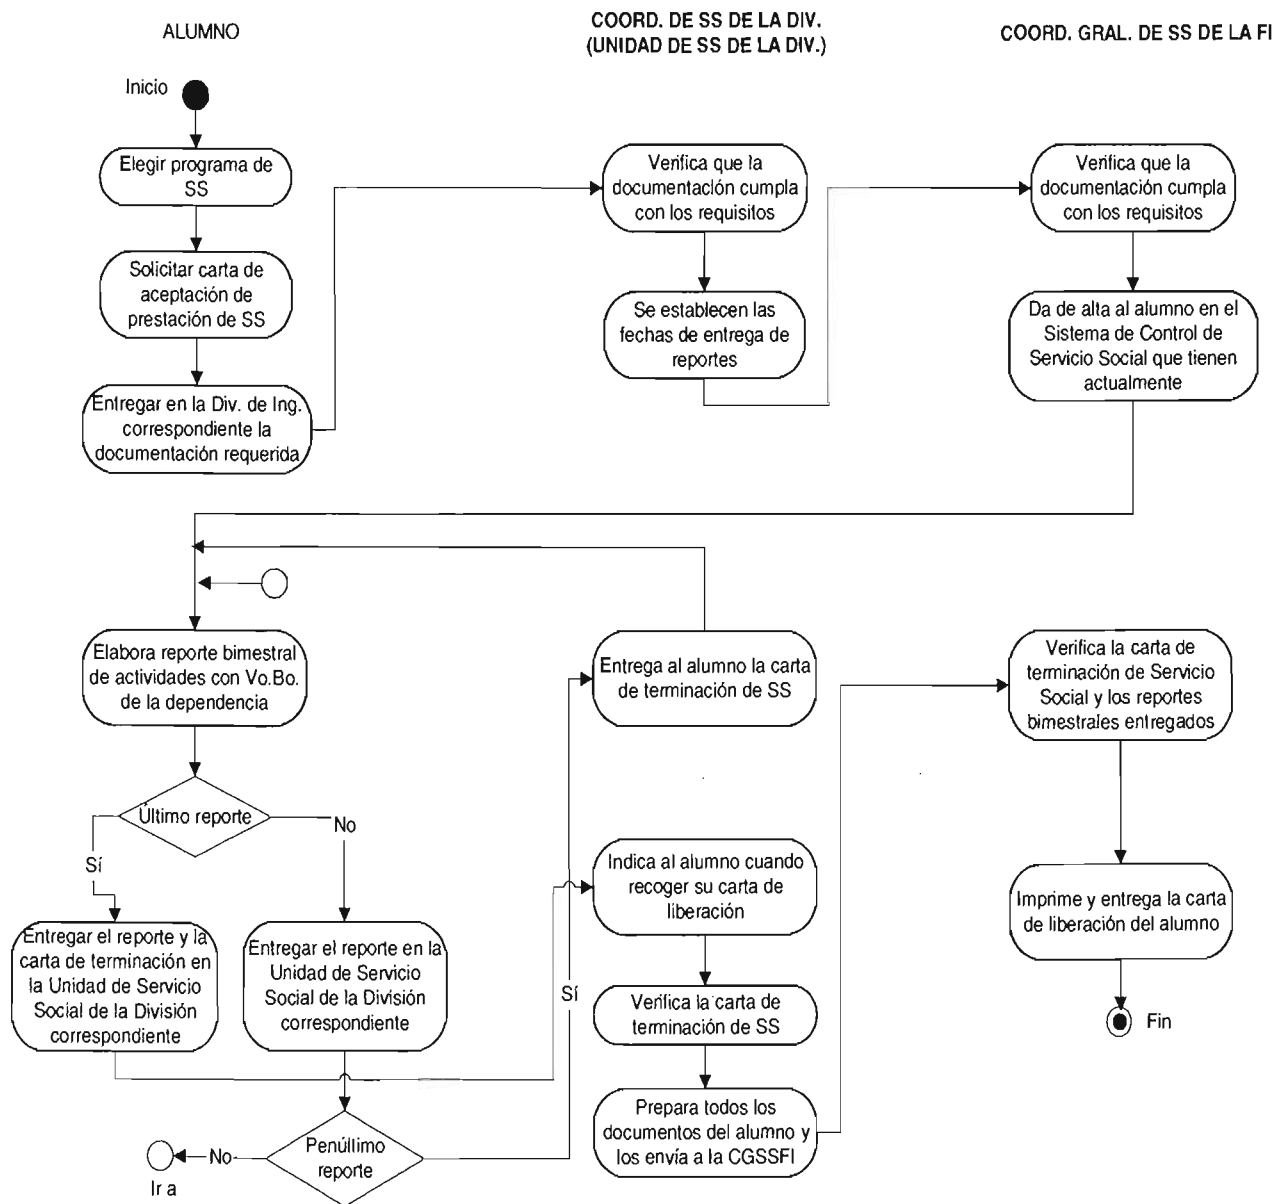 ALUMNO
COORD. DE SS DE LA DIV.
(UNIDAD DE SS DE LA DIV.)
COORD. GRAL. DE SS DE LA FI
Inicio
Elegir programa de
SS
Solicitar carta de
aceptación de
prestación de SS
Entregar en la Div. de Ing.
correspondiente la
documentación requerida
Verifica que la
documentación cumpla
con los requisitos
Se establecen las
fechas de entrega de
reportes
Verifica que la
documentación cumpla
con los requisitos
Da de alta al alumno en el
Sistema de Control de
Servicio Social que tienen
actualmente
Elabora reporte bimestral
de actividades con Vo.Bo.
de la dependencia
Último reporte
Sí
No
Entregar el reporte y la
carta de terminación en
la Unidad de Servicio
Social de la División
correspondiente
Entregar el reporte en la
Unidad de Servicio
Social de la División
correspondiente
Penúltimo
reporte
No
Ir a
Sí
Entrega al alumno la carta
de terminación de SS
Indica al alumno cuando
recoger su carta de
liberación
Verifica la carta de
terminación de SS
Prepara todos los
documentos del alumno y
los envía a la CGSSFI
Verifica la carta de
terminación de Servicio
Social y los reportes
bimestrales entregados
Imprime y entrega la carta
de liberación del alumno
Fin